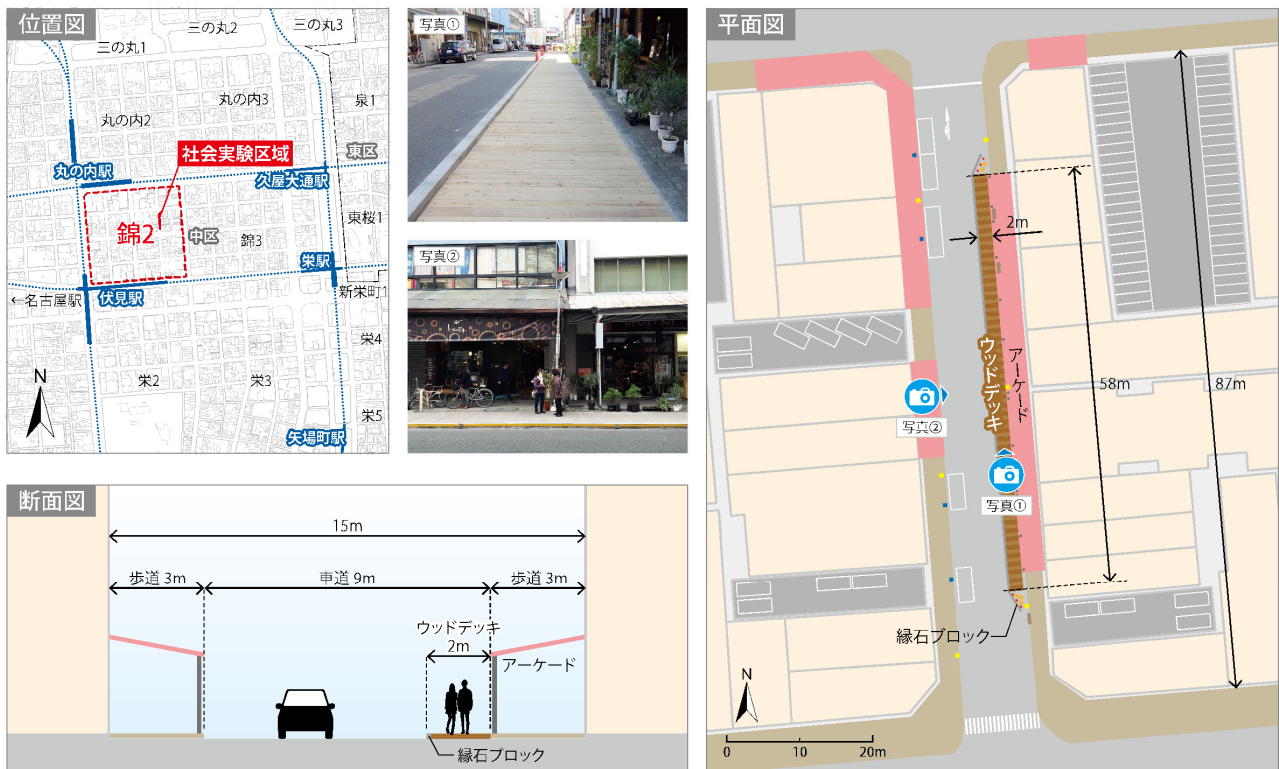 位置図
三の丸1
三の丸2
三の丸3
丸の内3
丸の内2
泉1
社会実験区域
東区
丸の内駅
久屋大通駅
錦2
中区
錦3
東桜1
栄駅
←名古屋駅
伏見駅
新栄町1
栄4
栄2
栄3
栄5
矢場町駅
N
写真①
写真②
断面図
15m
歩道 3m
車道 9m
歩道 3m
ウッドデッキ
2m
アーケード
縁石ブロック
平面図
2m
ウッドデッキ
アーケード
58m
87m
写真②
写真①
縁石ブロック
N
0
10
20m